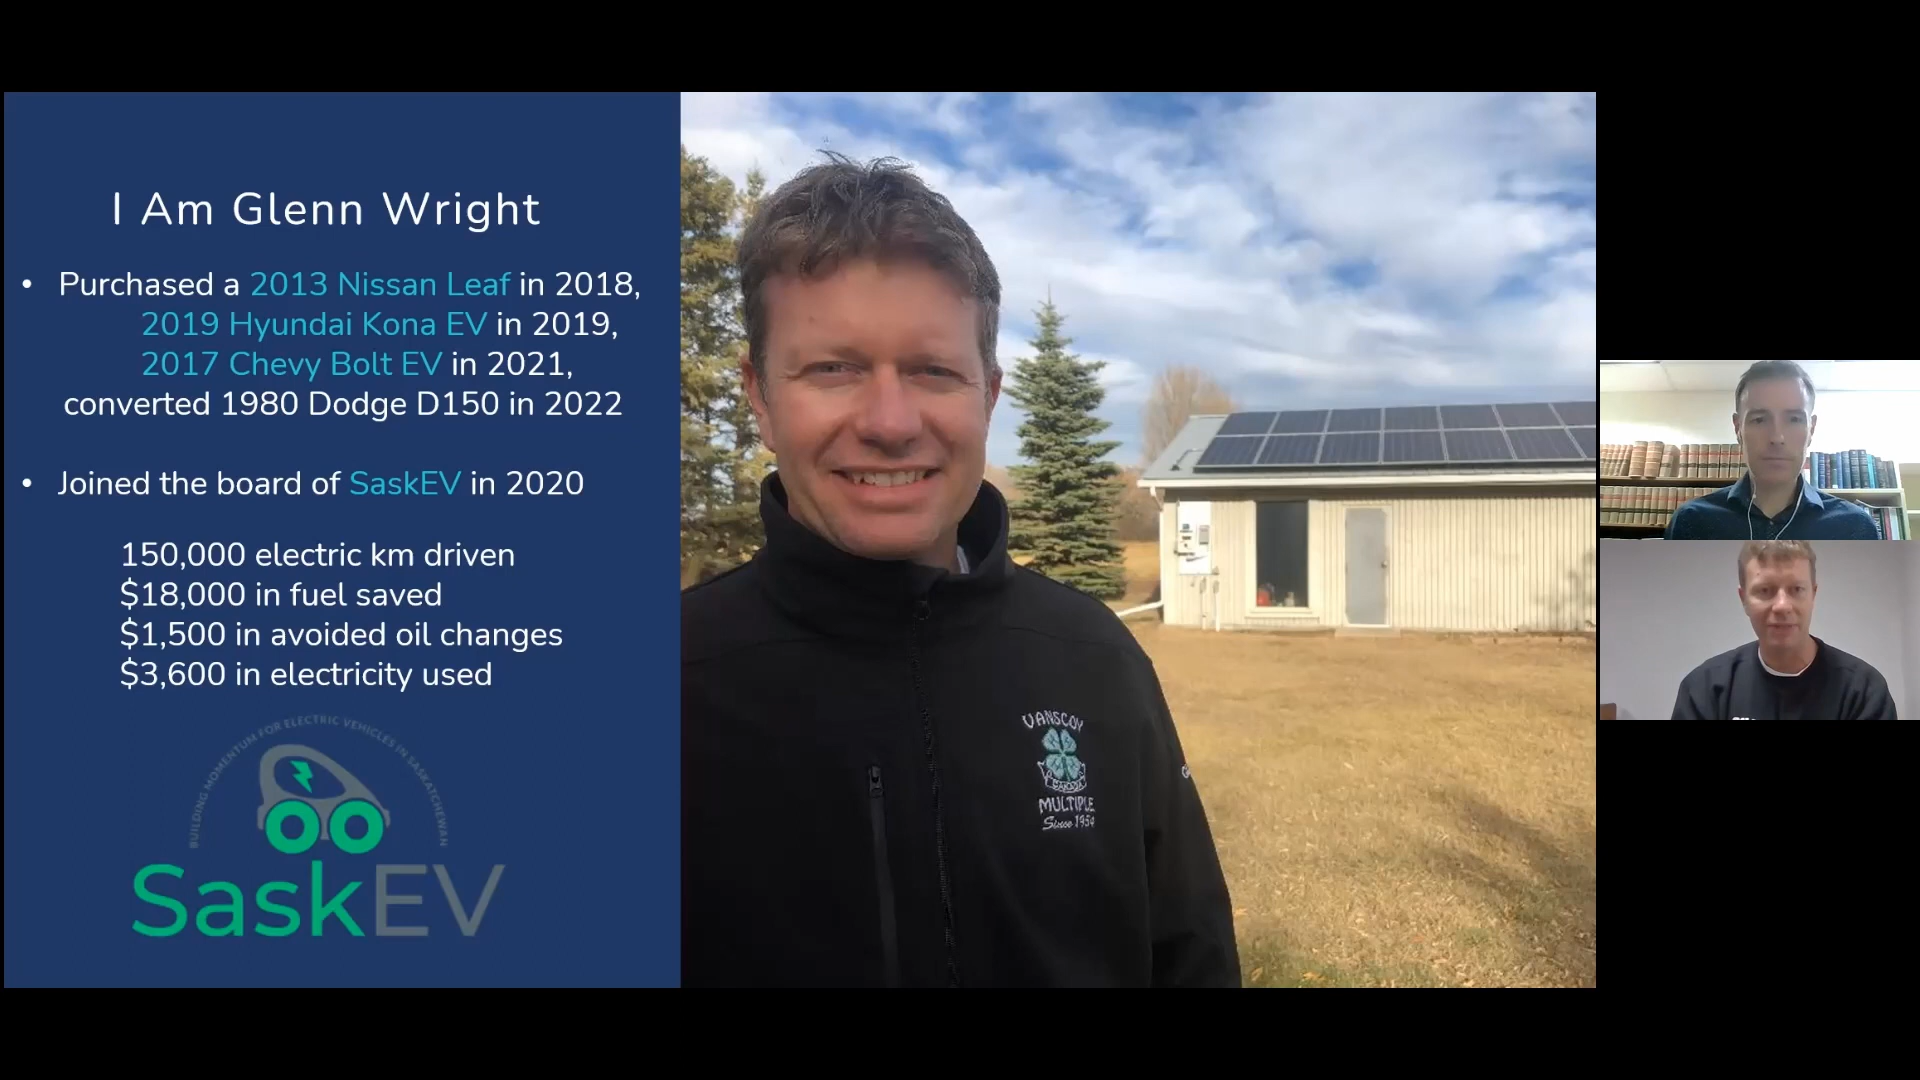 I Am Glenn Wright
• Purchased a 2013 Nissan Leaf in 2018,
2019 Hyundai Kona EV in 2019,
2017 Chevy Bolt EV in 2021,
converted 1980 Dodge D150 in 2022
• Joined the board of SaskEV in 2020
150,000 electric km driven
$18,000 in fuel saved
$1,500 in avoided oil changes
$3,600 in electricity used
BUILDING MOMENTUM FOR ELECTRIC VEHICLES IN SASKATCHEWAN
SaskEV
VANSCOY
CANADA
MULTIPLE
Since 1954